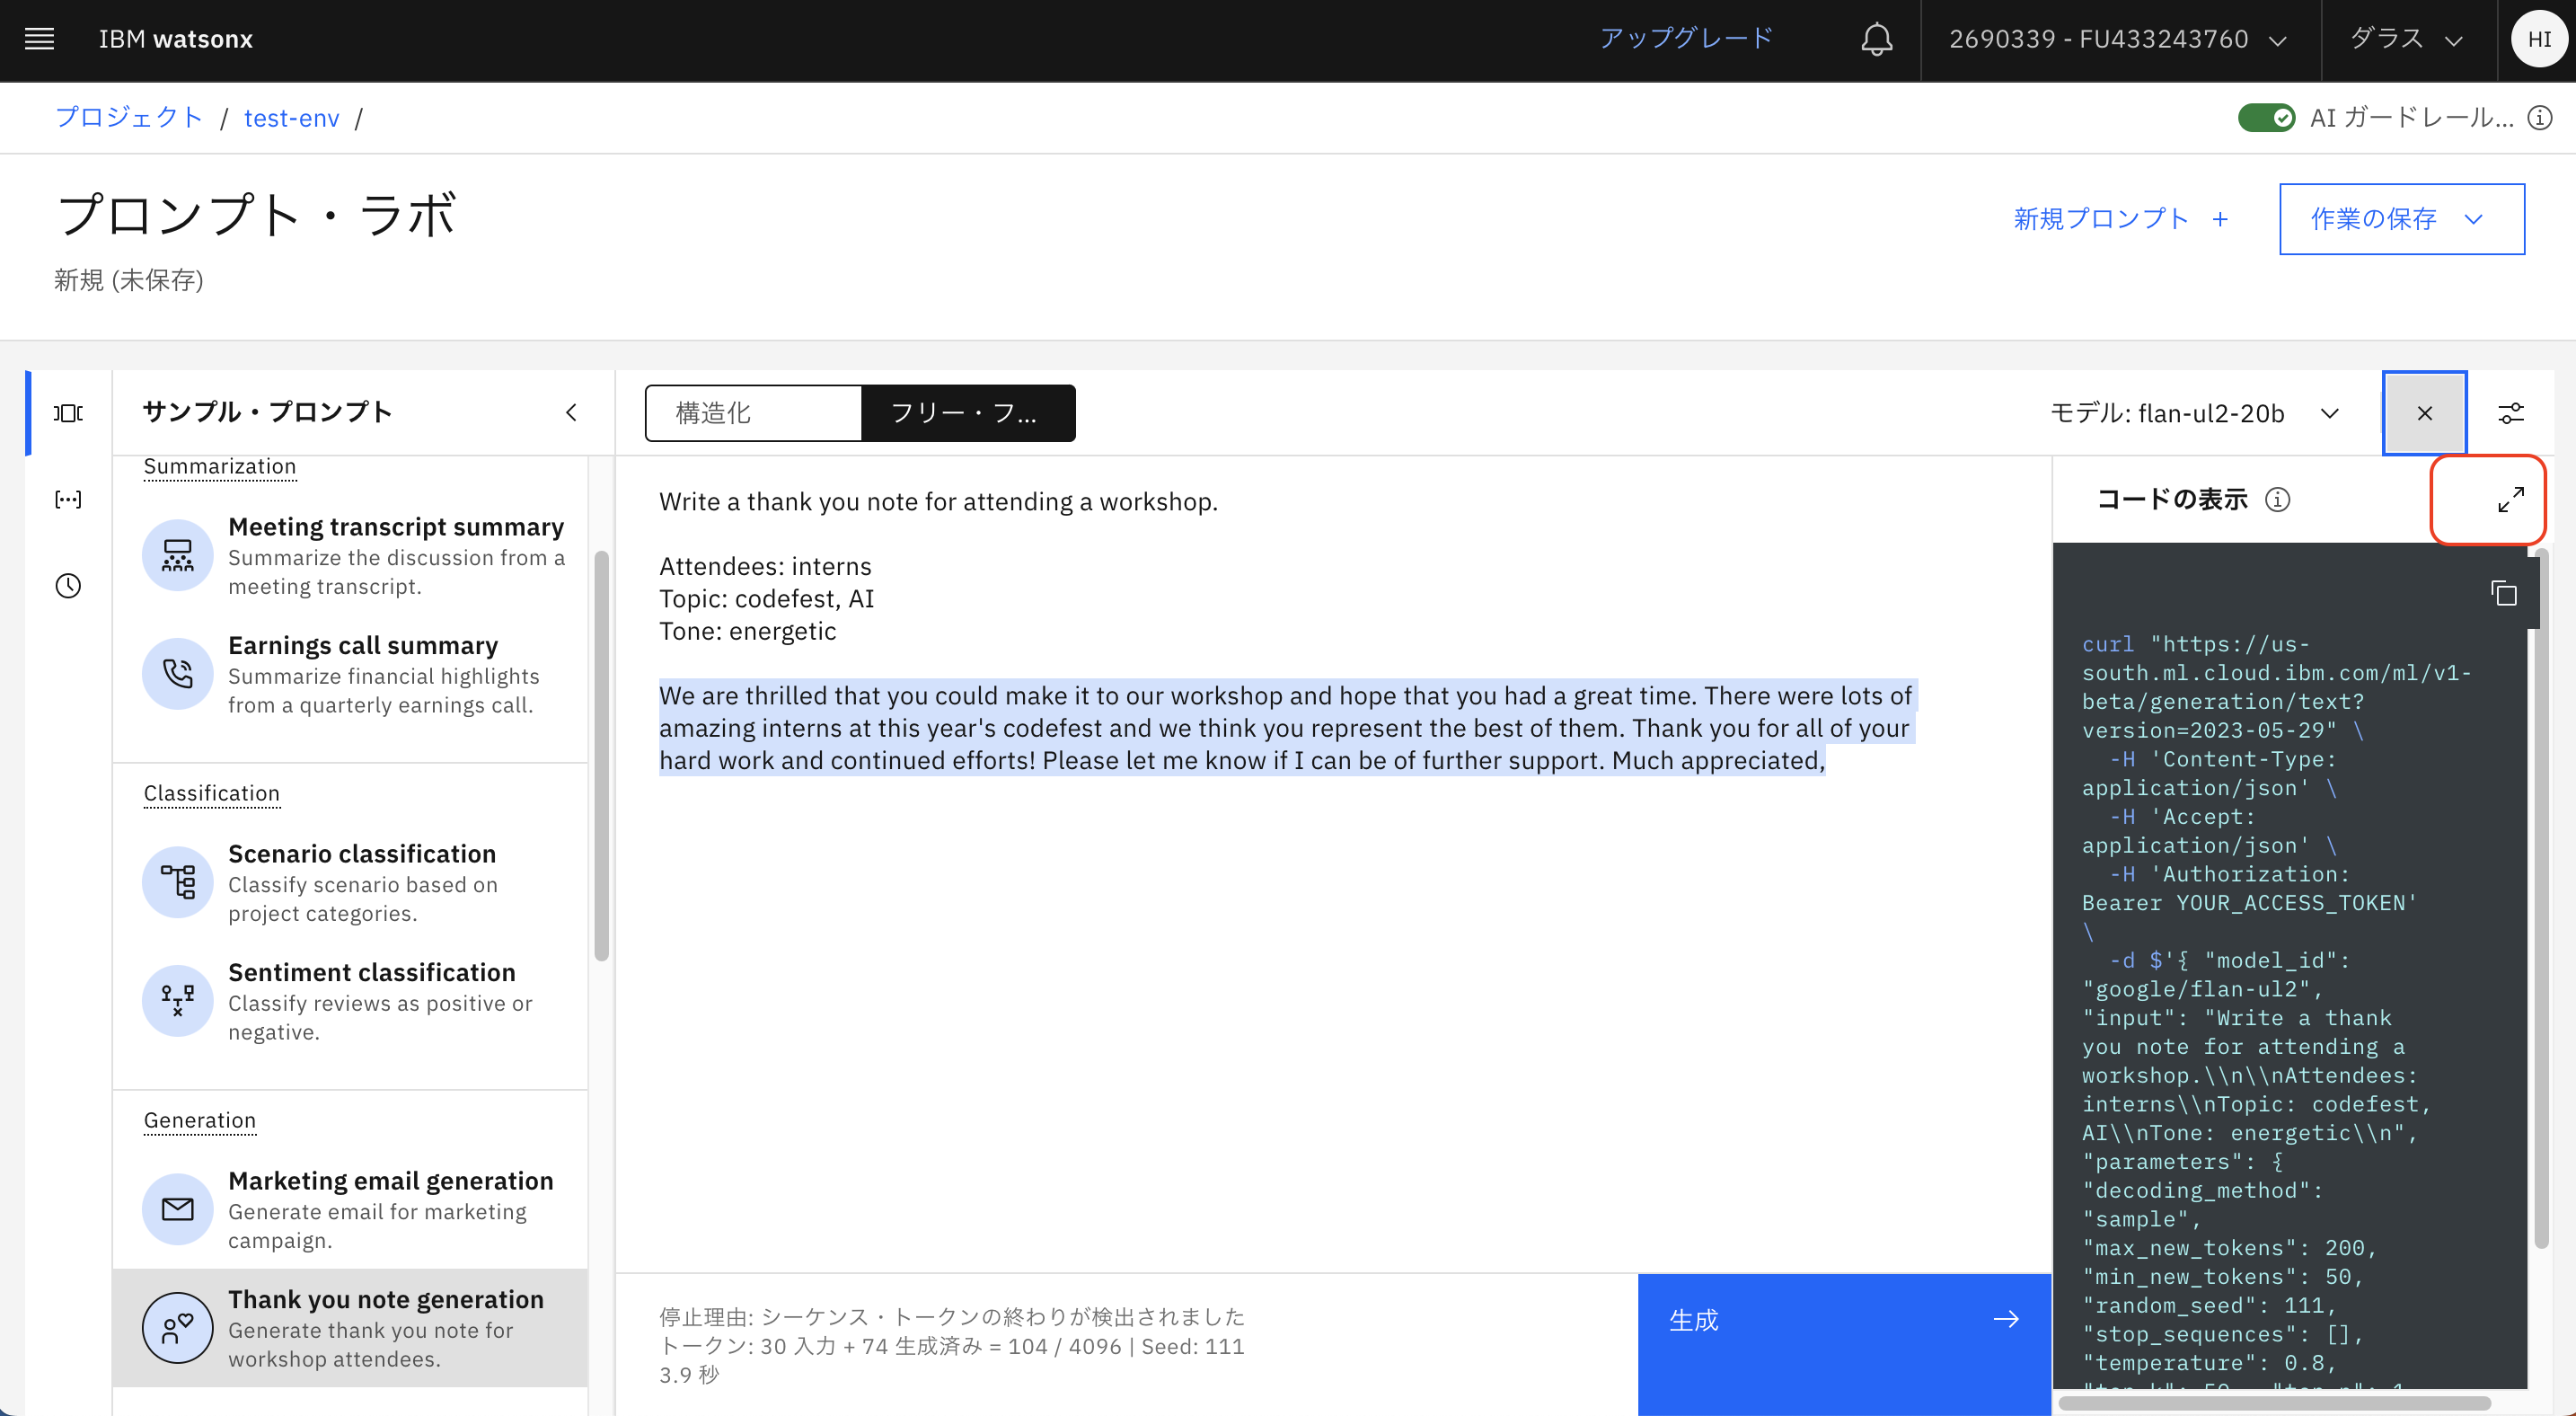 IBM watsonx
アップグレード
2690339 - FU433243760
ダラス
HI
プロジェクト / test-env /
AI ガードレール...
プロンプト・ラボ
新規 (未保存)
新規プロンプト +
作業の保存
サンプル・プロンプト
Summarization
Meeting transcript summary
Summarize the discussion from a
meeting transcript.
Earnings call summary
Summarize financial highlights
from a quarterly earnings call.
Classification
Scenario classification
Classify scenario based on
project categories.
Sentiment classification
Classify reviews as positive or
negative.
Generation
Marketing email generation
Generate email for marketing
campaign.
Thank you note generation
Generate thank you note for
workshop attendees.
構造化
フリー・フ...
モデル: flan-ul2-20b
Write a thank you note for attending a workshop.
Attendees: interns
Topic: codefest, AI
Tone: energetic
We are thrilled that you could make it to our workshop and hope that you had a great time. There were lots of
amazing interns at this year's codefest and we think you represent the best of them. Thank you for all of your
hard work and continued efforts! Please let me know if I can be of further support. Much appreciated,
停止理由: シーケンス・トークンの終わりが検出されました
トークン: 30 入力 + 74 生成済み = 104 / 4096 | Seed: 111
3.9 秒
生成
コードの表示
curl "https://us-
south.ml.cloud.ibm.com/ml/v1-
beta/generation/text?
version=2023-05-29" \
-H 'Content-Type:
application/json' \
-H 'Accept:
application/json' \
-H 'Authorization:
Bearer YOUR_ACCESS_TOKEN'
\
-d $'{ "model_id":
"google/flan-ul2",
"input": "Write a thank
you note for attending a
workshop.\\n\\nAttendees:
interns\\nTopic: codefest,
AI\\nTone: energetic\\n",
"parameters": {
"decoding_method":
"sample",
"max_new_tokens": 200,
"min_new_tokens": 50,
"random_seed": 111,
"stop_sequences": [],
"temperature": 0.8,